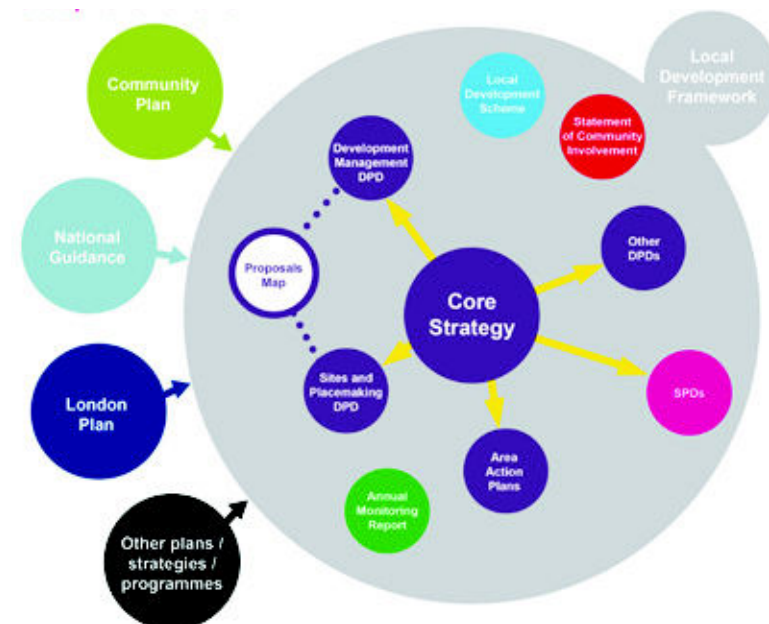 Community
Plan
Local
Development
Framework
Local
Development
Scheme
Statement
of Community
Involvement
Development
Management
DPD
National
Guidance
Proposals
Map
Other
DPDs
Core
Strategy
London
Plan
Sites and
Placemaking
DPD
SPDs
Area
Action
Plans
Annual
Monitoring
Report
Other plans /
strategies /
programmes